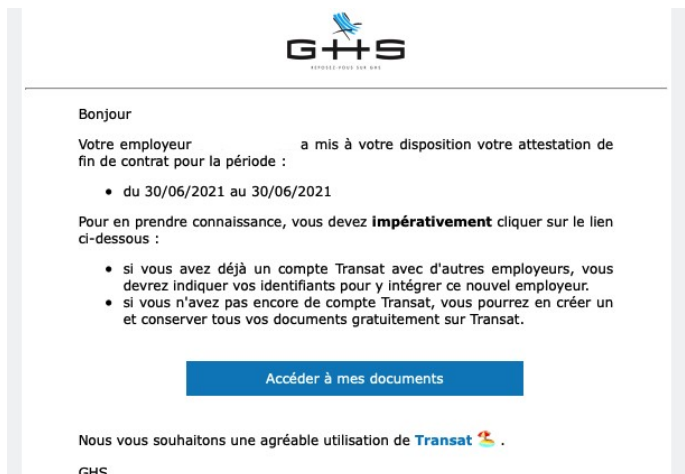 GHS
REPOSEZ-VOUS SUR GHS
Bonjour
Votre employeur a mis à votre disposition votre attestation de
fin de contrat pour la période :
• du 30/06/2021 au 30/06/2021
Pour en prendre connaissance, vous devez impérativement cliquer sur le lien
ci-dessous :
• si vous avez déjà un compte Transat avec d'autres employeurs, vous
devrez indiquer vos identifiants pour y intégrer ce nouvel employeur.
• si vous n'avez pas encore de compte Transat, vous pourrez en créer un
et conserver tous vos documents gratuitement sur Transat.
Accéder à mes documents
Nous vous souhaitons une agréable utilisation de Transat 🏖 .
GHS